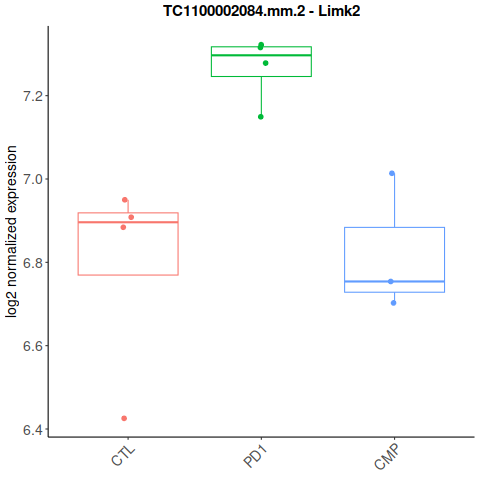 TC1100002084.mm.2 - Limk2
log2 normalized expression
7.2
7.0
6.8
6.6
6.4
CTL
PD1
CMP